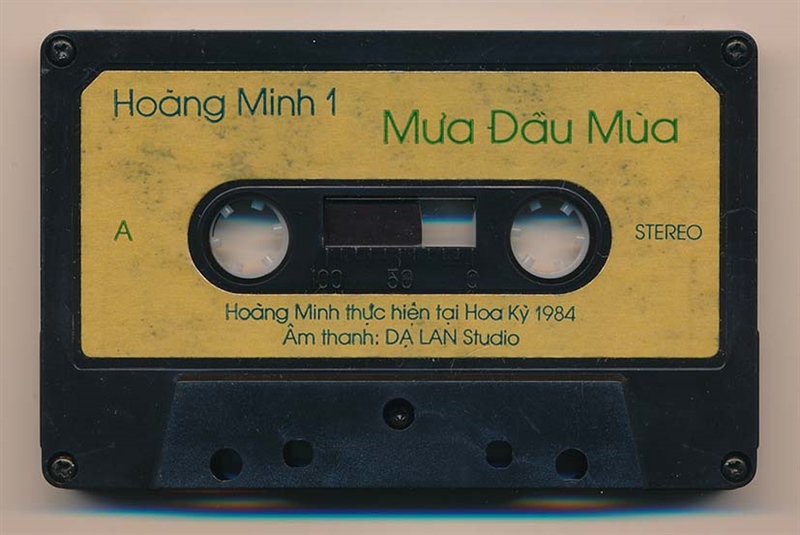 Hoàng Minh 1
Mưa Đầu Mùa
A
STEREO
100 50 0
Hoàng Minh thực hiện tại Hoa Kỳ 1984
Âm thanh: DẠ LAN Studio